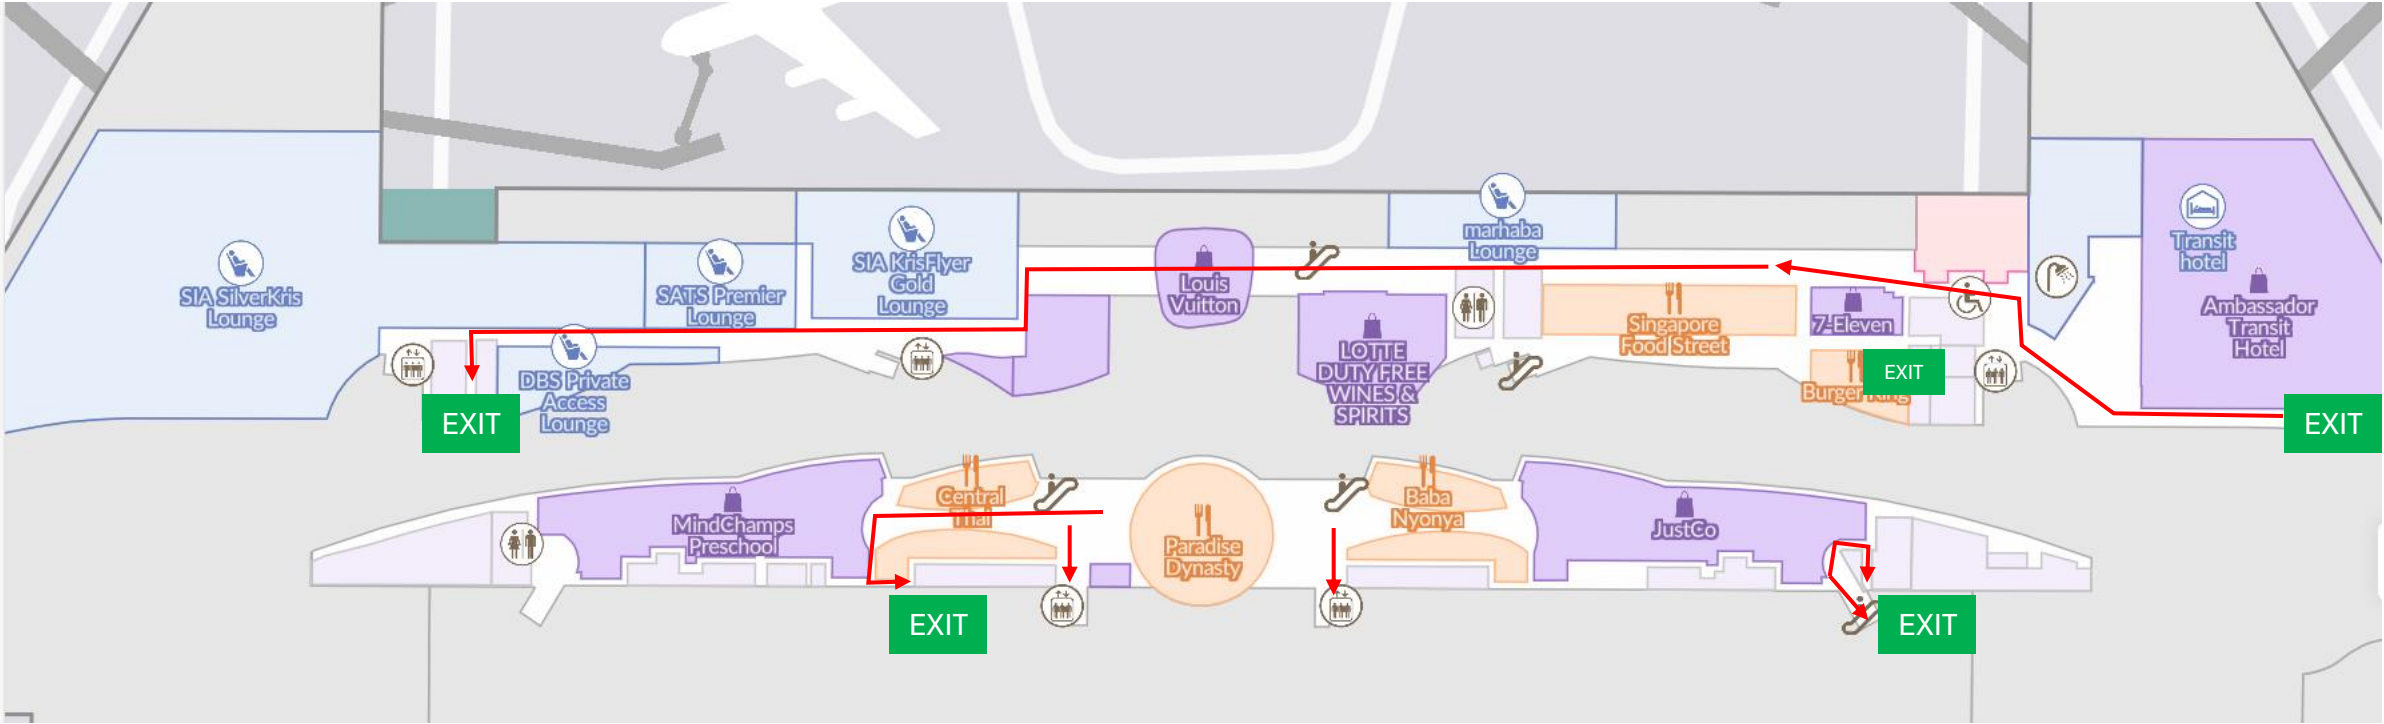 SIA SilverKris
Lounge
SATS Premier
Lounge
SIA KrisFlyer
Gold
Lounge
DBS Private
Access
Lounge
EXIT
Louis
Vuitton
marhaba
Lounge
LOTTE
DUTY FREE
WINES &
SPIRITS
Singapore
Food Street
7-Eleven
Burger King
EXIT
Transit
hotel
Ambassador
Transit
Hotel
EXIT
MindChamps
Preschool
Central
Thai
Paradise
Dynasty
Baba
Nyonya
JustCo
EXIT
EXIT